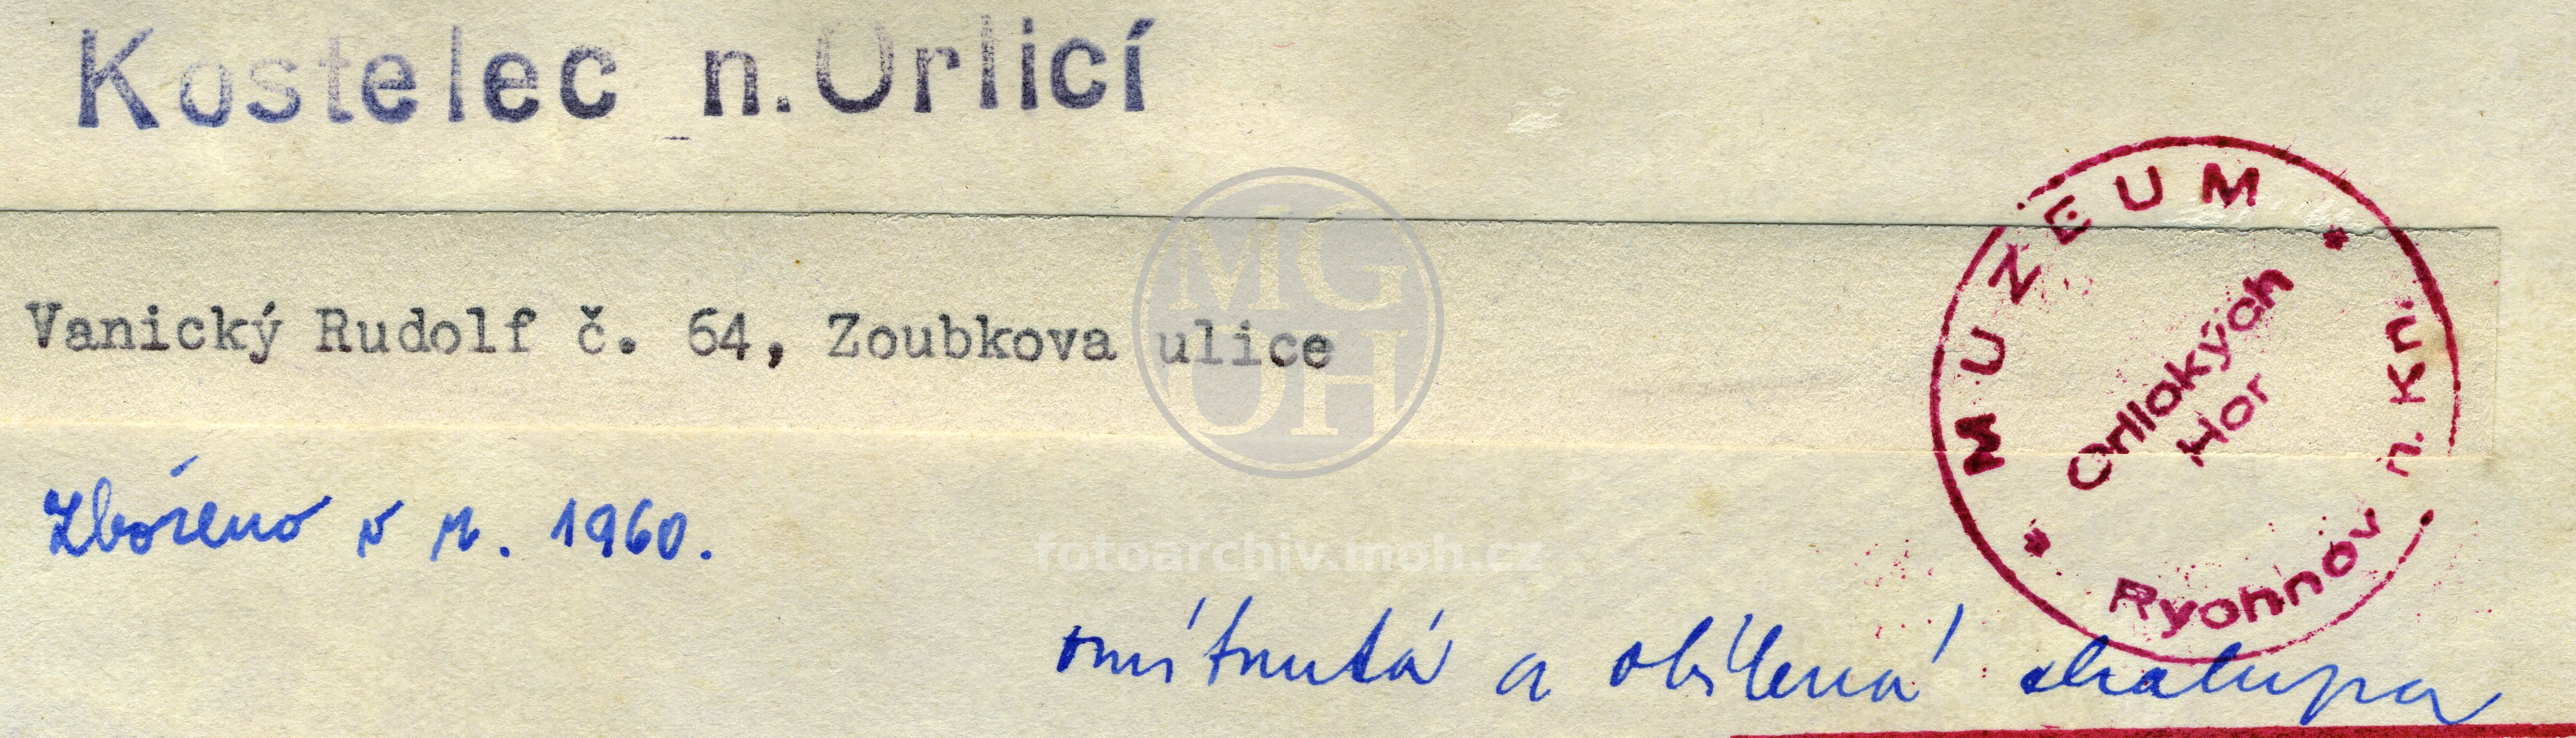 Kostelec n.Orlicí
MUZEUM
Orlických
Hor
Rychnov n. Kn.
MG
OH
Vanický Rudolf č. 64, Zoubkova ulice
Zbořeno v r. 1960.
fotoarchiv.moh.cz
omítnutá a obílená chalupa